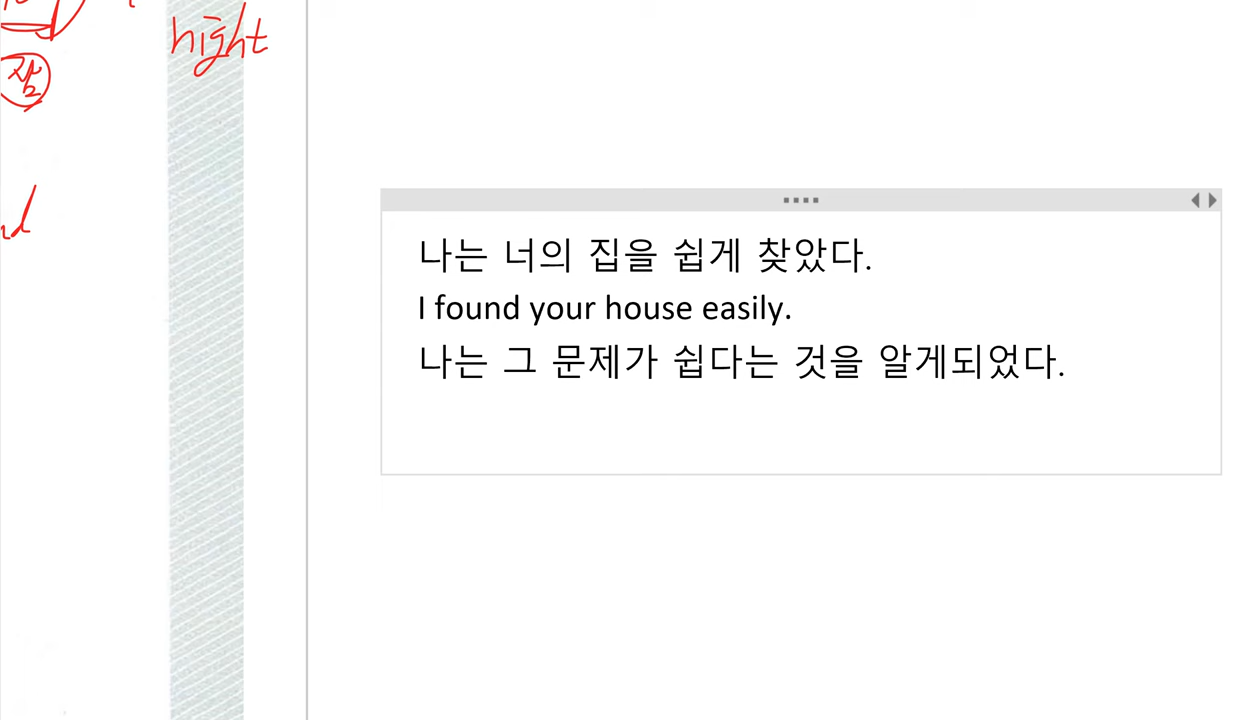 hight
잠
나는 너의 집을 쉽게 찾았다.
I found your house easily.
나는 그 문제가 쉽다는 것을 알게되었다.